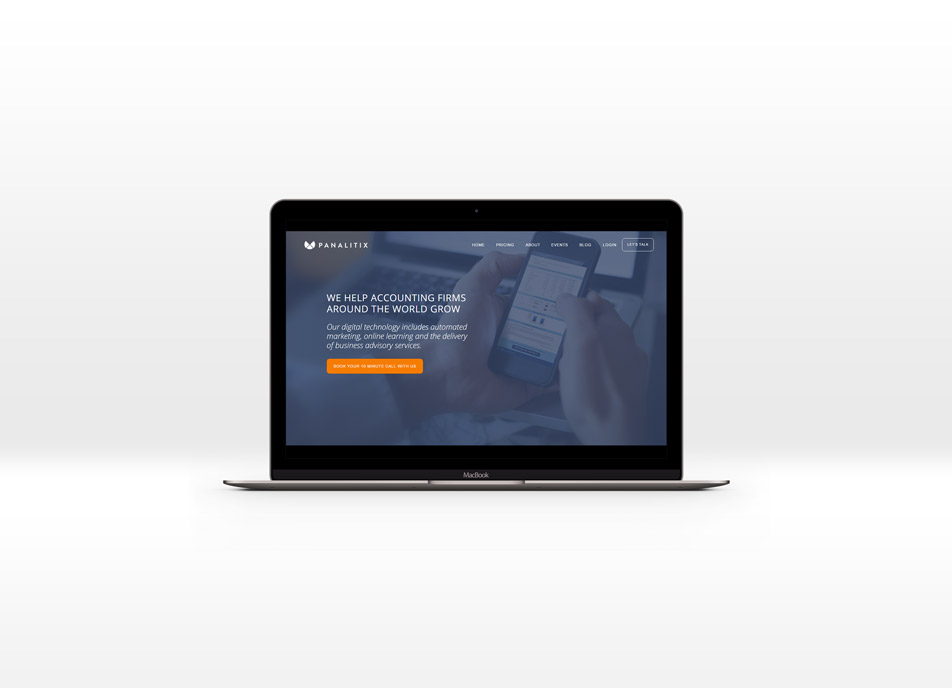 PANALITIX
HOME PRICING ABOUT EVENTS BLOG LOGIN LET'S TALK
WE HELP ACCOUNTING FIRMS
AROUND THE WORLD GROW
Our digital technology includes automated
marketing, online learning and the delivery
of business advisory services.
BOOK YOUR 10 MINUTE CALL WITH US
MacBook